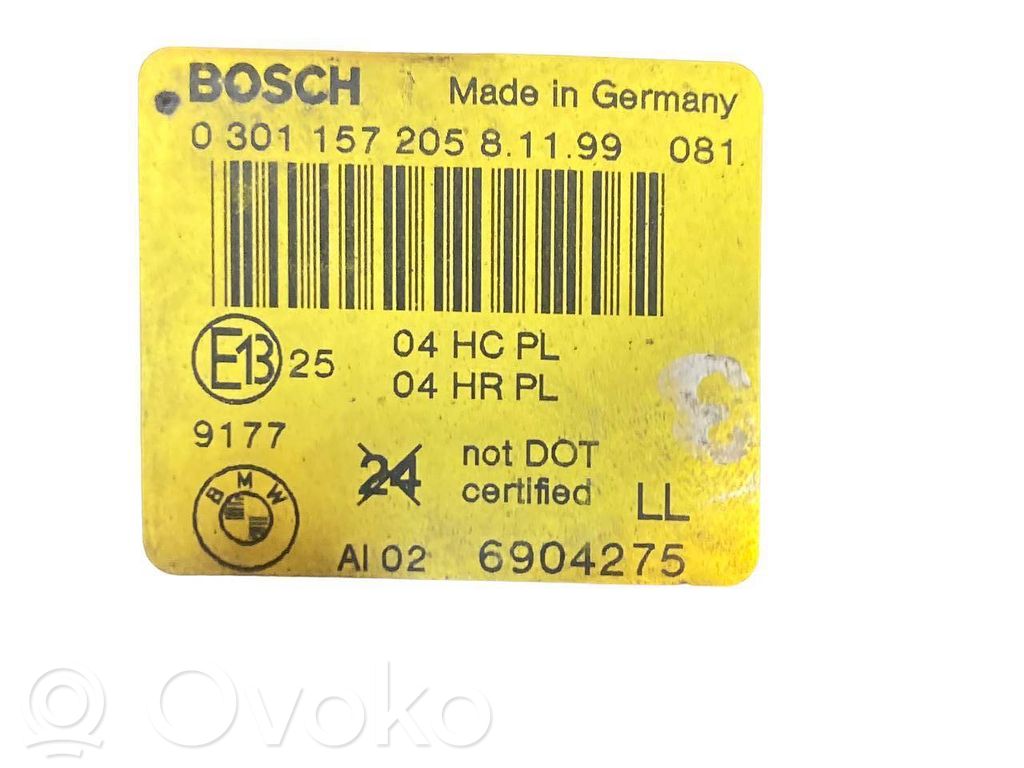 BOSCH Made in Germany
0 301 157 205 8.11.99 081
E13 25 04 HC PL
04 HR PL
9177
3
24 not DOT
certified LL
BMW
AI 02 6904275
Ovoko